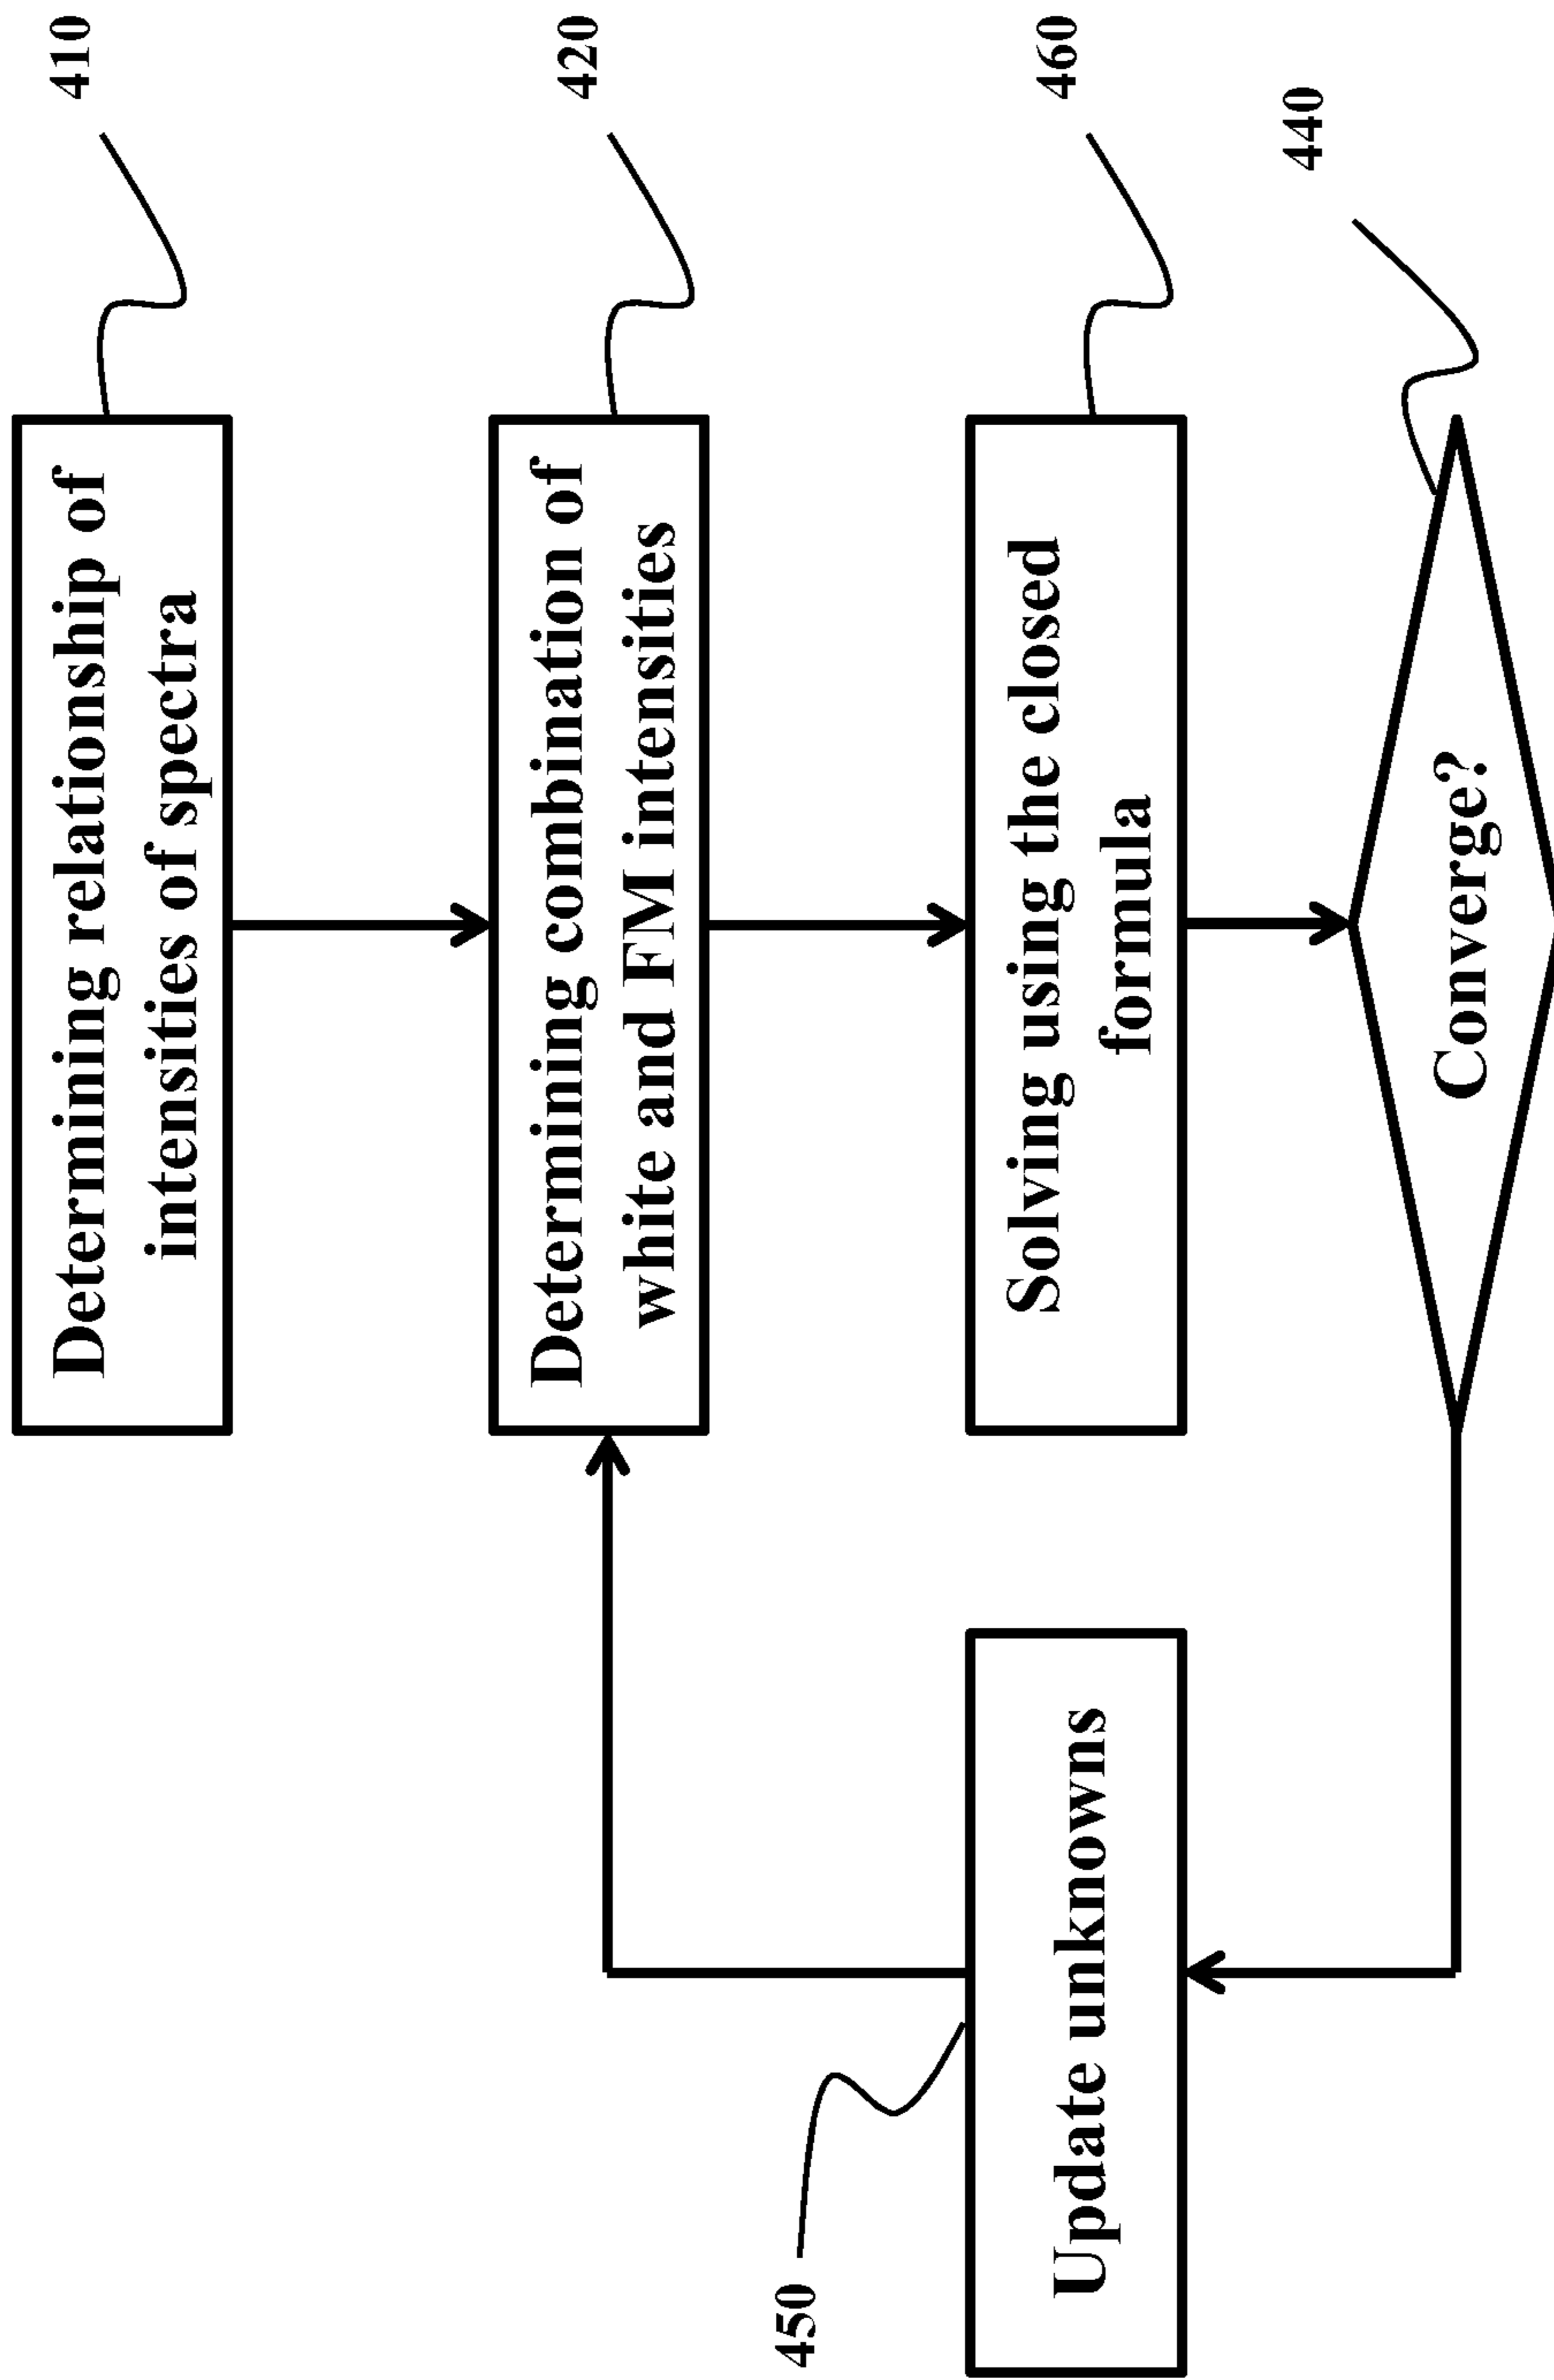 Determining relationship of
intensities of spectra
410
Determining combination of
white and FM intensities
420
Solving using the closed
formula
460
Converge?
440
Update unknowns
450